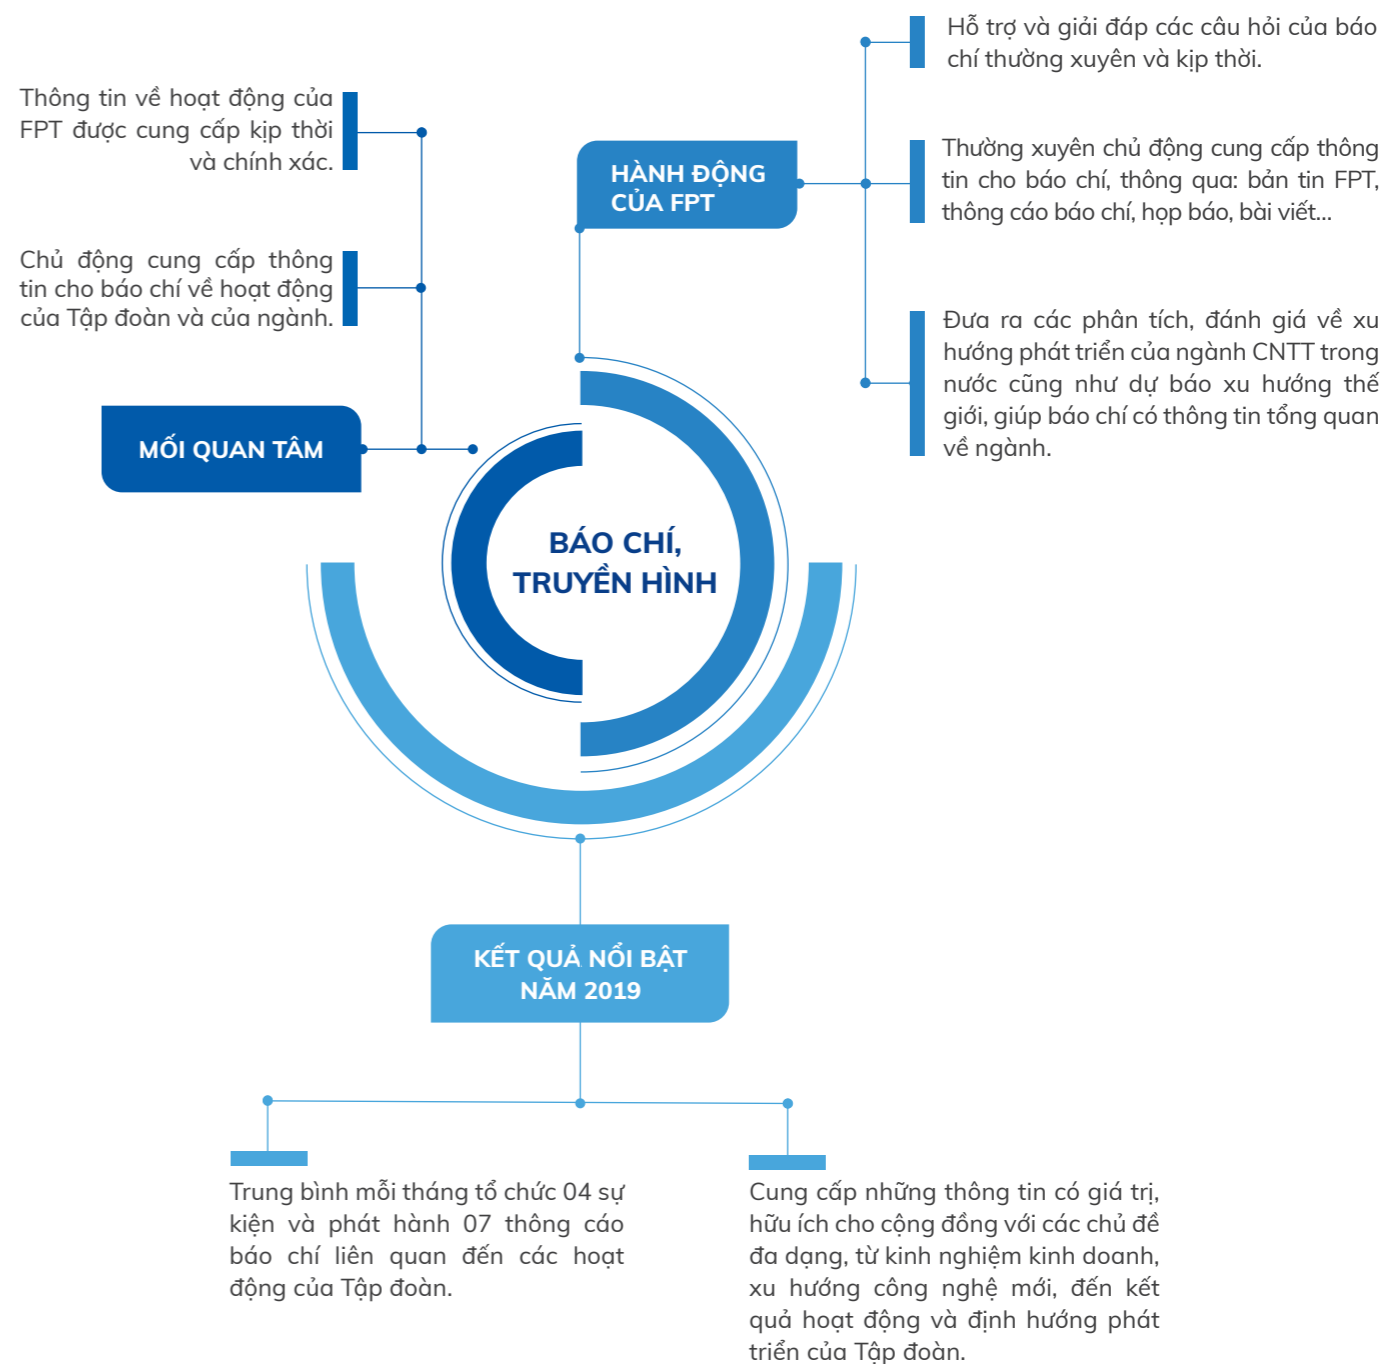 BÁO CHÍ,
TRUYỀN HÌNH
MỐI QUAN TÂM
Thông tin về hoạt động của
FPT được cung cấp kịp thời
và chính xác.
Chủ động cung cấp thông
tin cho báo chí về hoạt động
của Tập đoàn và của ngành.
HÀNH ĐỘNG
CỦA FPT
Hỗ trợ và giải đáp các câu hỏi của báo
chí thường xuyên và kịp thời.
Thường xuyên chủ động cung cấp thông
tin cho báo chí, thông qua: bản tin FPT,
thông cáo báo chí, họp báo, bài viết...
Đưa ra các phân tích, đánh giá về xu
hướng phát triển của ngành CNTT trong
nước cũng như dự báo xu hướng thế
giới, giúp báo chí có thông tin tổng quan
về ngành.
KẾT QUẢ NỔI BẬT
NĂM 2019
Trung bình mỗi tháng tổ chức 04 sự
kiện và phát hành 07 thông cáo
báo chí liên quan đến các hoạt
động của Tập đoàn.
Cung cấp những thông tin có giá trị,
hữu ích cho cộng đồng với các chủ đề
đa dạng, từ kinh nghiệm kinh doanh,
xu hướng công nghệ mới, đến kết
quả hoạt động và định hướng phát
triển của Tập đoàn.